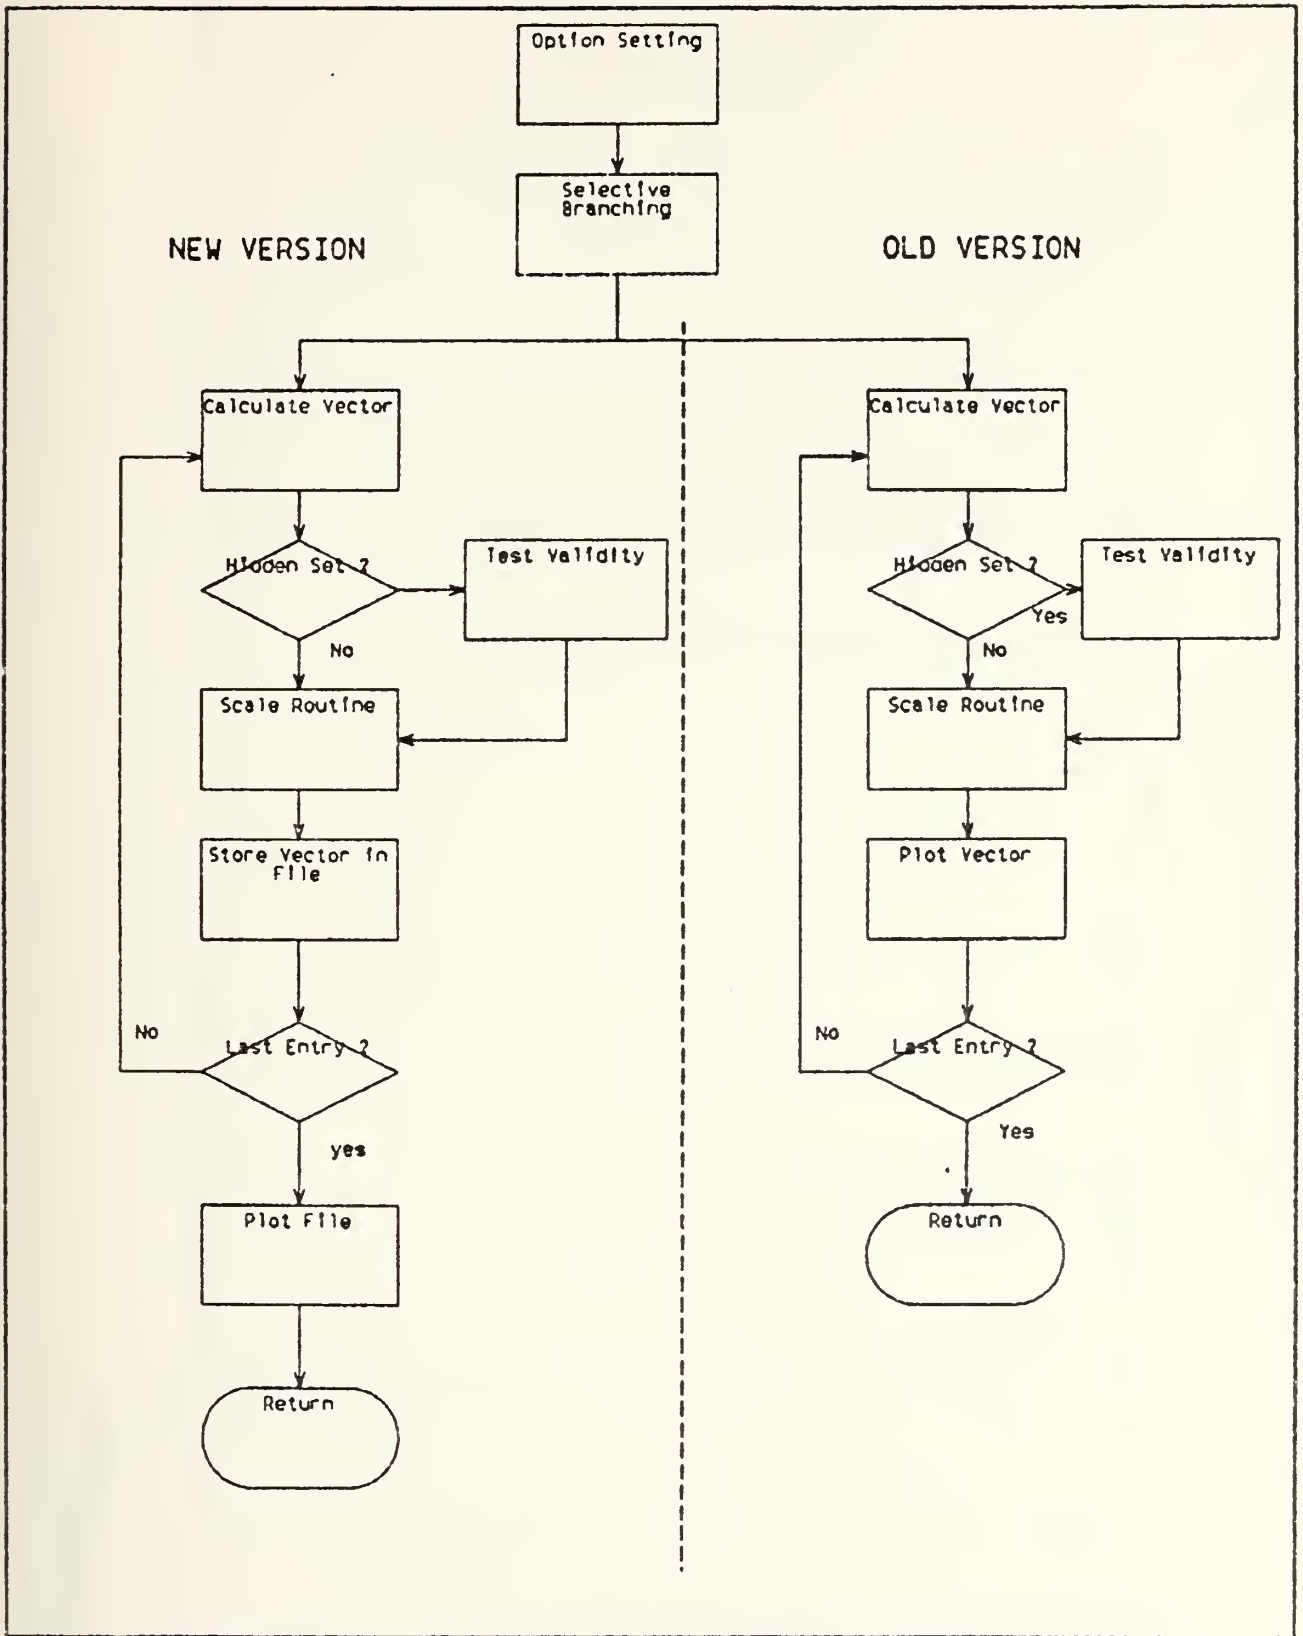 Option Setting
Selective
Branching
NEW VERSION
OLD VERSION
Calculate Vector
Hidden Set ?
Test Validity
No
Scale Routine
Store Vector in
File
No
Last Entry ?
yes
Plot File
Return
Calculate Vector
Hidden Set ?
Yes
Test Validity
No
Scale Routine
Plot Vector
No
Last Entry ?
Yes
Return